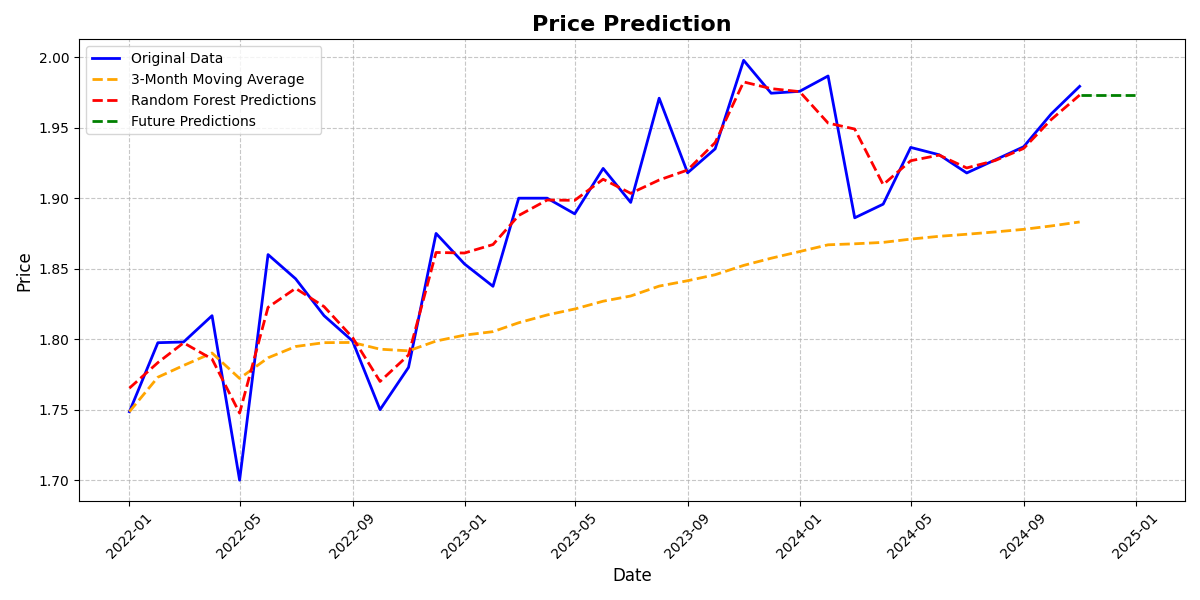 Price Prediction
Original Data
3-Month Moving Average
Random Forest Predictions
Future Predictions
Price
2.00
1.95
1.90
1.85
1.80
1.75
1.70
2022-01
2022-05
2022-09
2023-01
2023-05
2023-09
2024-01
2024-05
2024-09
2025-01
Date